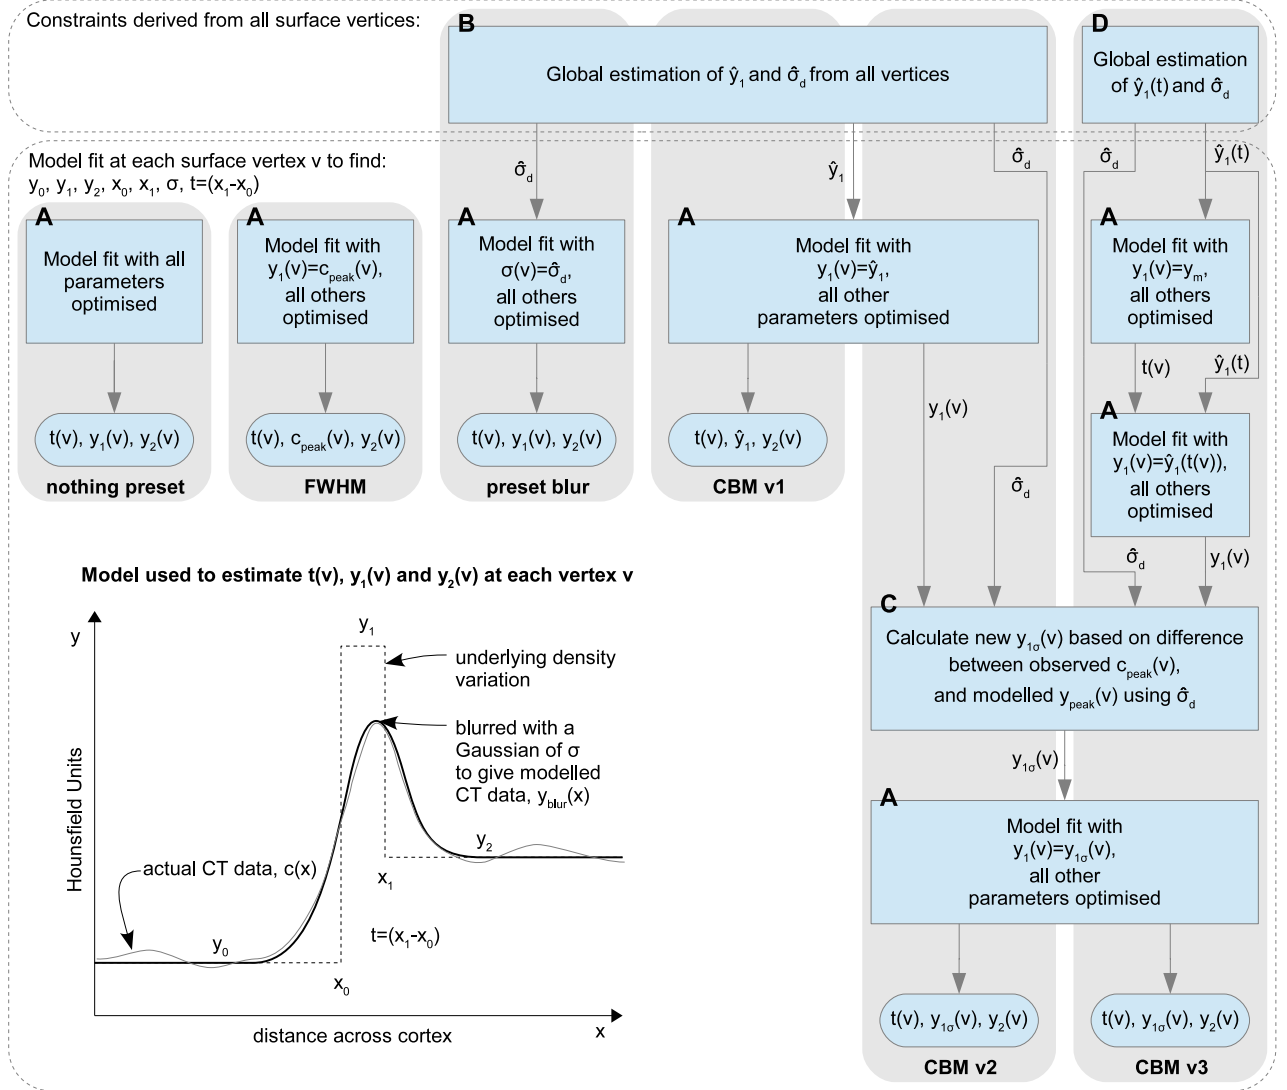 Constraints derived from all surface vertices:
B
Global estimation of ŷ₁ and σ̂d from all vertices
D
Global estimation
of ŷ₁(t) and σ̂d
Model fit at each surface vertex v to find:
y₀, y₁, y₂, x₀, x₁, σ, t=(x₁-x₀)
σ̂d
ŷ₁
σ̂d
σ̂d
ŷ₁(t)
A
Model fit with all
parameters
optimised
t(v), y₁(v), y₂(v)
nothing preset
A
Model fit with
y₁(v)=cpeak(v),
all others
optimised
t(v), cpeak(v), y₂(v)
FWHM
A
Model fit with
σ(v)=σ̂d,
all others
optimised
t(v), y₁(v), y₂(v)
preset blur
A
Model fit with
y₁(v)=ŷ₁,
all other
parameters optimised
t(v), ŷ₁, y₂(v)
CBM v1
y₁(v)
σ̂d
A
Model fit with
y₁(v)=yₘ,
all others
optimised
t(v)
ŷ₁(t)
A
Model fit with
y₁(v)=ŷ₁(t(v)),
all others
optimised
σ̂d
y₁(v)
C
Calculate new y₁σ(v) based on difference
between observed cpeak(v),
and modelled ypeak(v) using σ̂d
y₁σ(v)
A
Model fit with
y₁(v)=y₁σ(v),
all other
parameters optimised
t(v), y₁σ(v), y₂(v)
CBM v2
t(v), y₁σ(v), y₂(v)
CBM v3
Model used to estimate t(v), y₁(v) and y₂(v) at each vertex v
y
y₁
underlying density
variation
blurred with a
Gaussian of σ
to give modelled
CT data, yblur(x)
Hounsfield Units
y₂
x₁
actual CT data, c(x)
y₀
t=(x₁-x₀)
x₀
distance across cortex
x